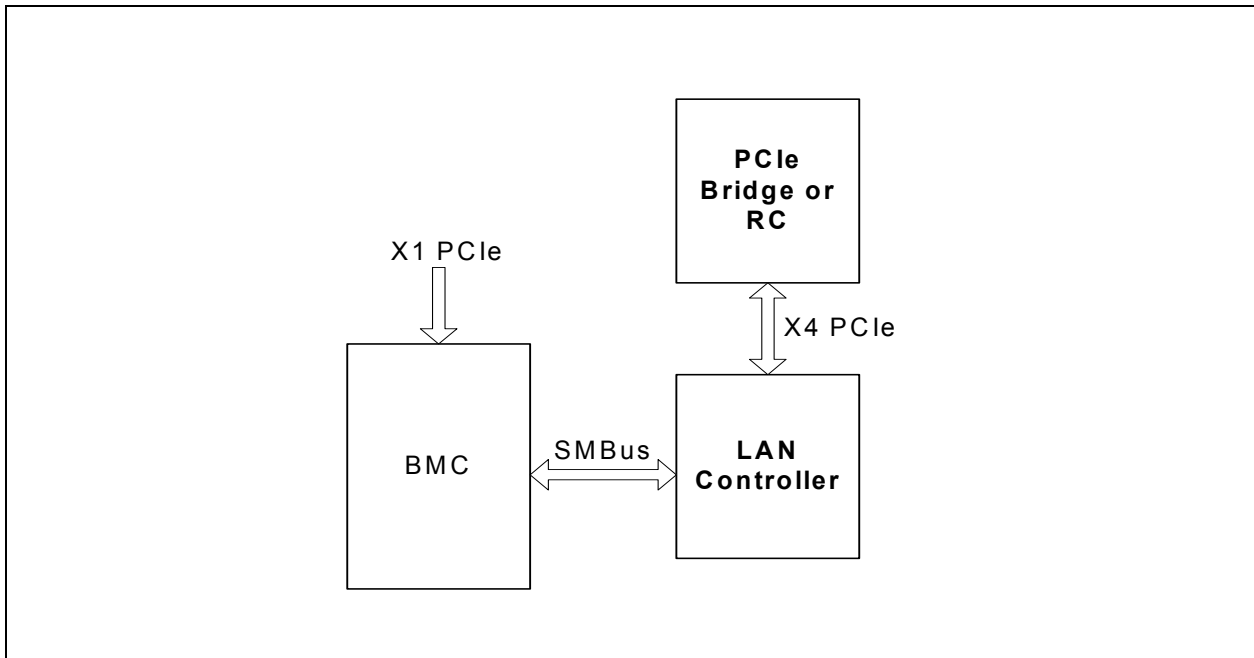 PCIe
Bridge or
RC
X1 PCIe
X4 PCIe
SMBus
BMC
LAN
Controller